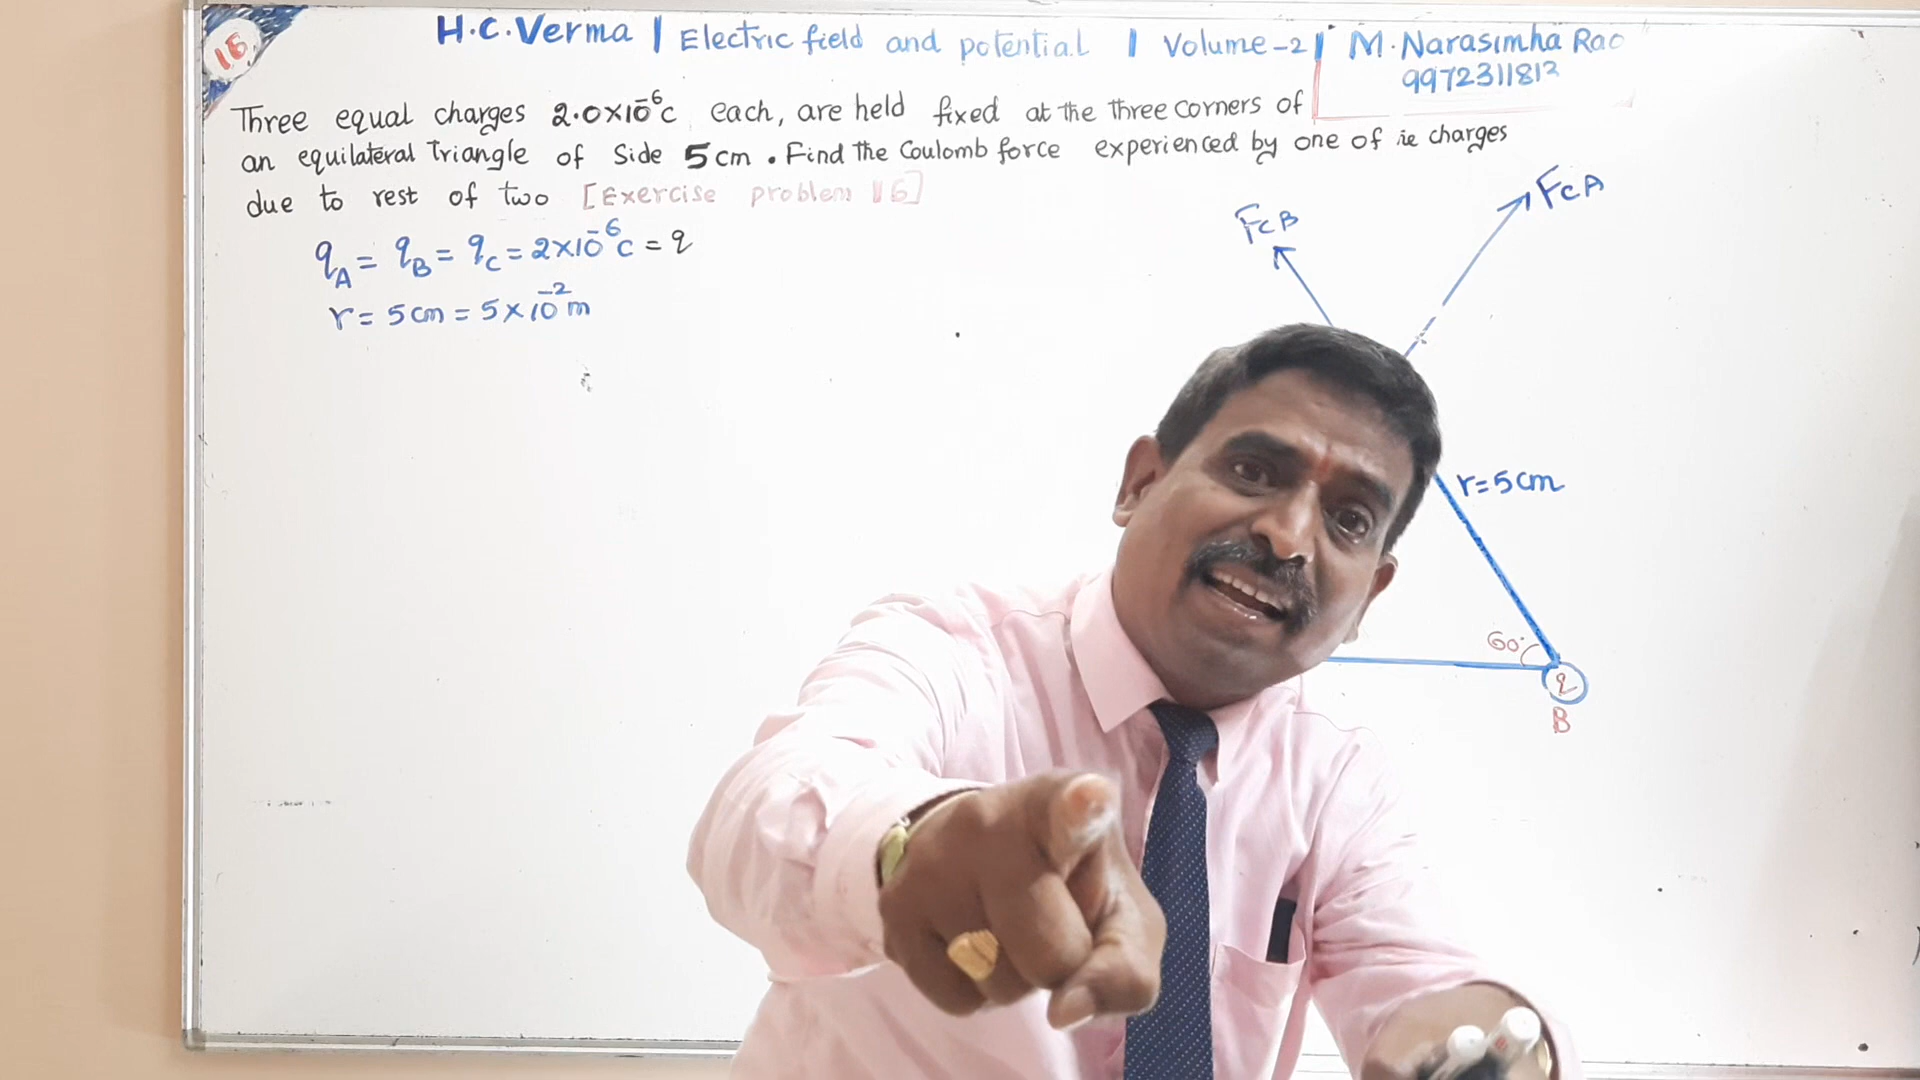 16
H.C.Verma | Electric field and potential | Volume-2 | M.Narasimha Rao
9972311812
Three equal charges 2.0×10⁻⁶c each, are held fixed at the three corners of
an equilateral Triangle of Side 5cm. Find the Coulomb force experienced by one of ie charges
due to rest of two [Exercise problem 16]
q_A = q_B = q_C = 2×10⁻⁶c = q
r = 5cm = 5×10⁻²m
F_CB
F_CA
r=5cm
60°
q
B